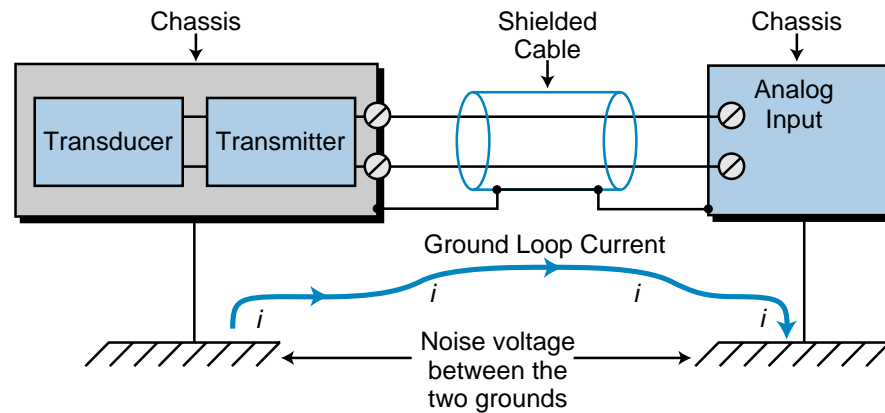 Chassis
Shielded
Cable
Chassis
Transducer
Transmitter
Analog
Input
Ground Loop Current
i
i
i
i
Noise voltage
between the
two grounds